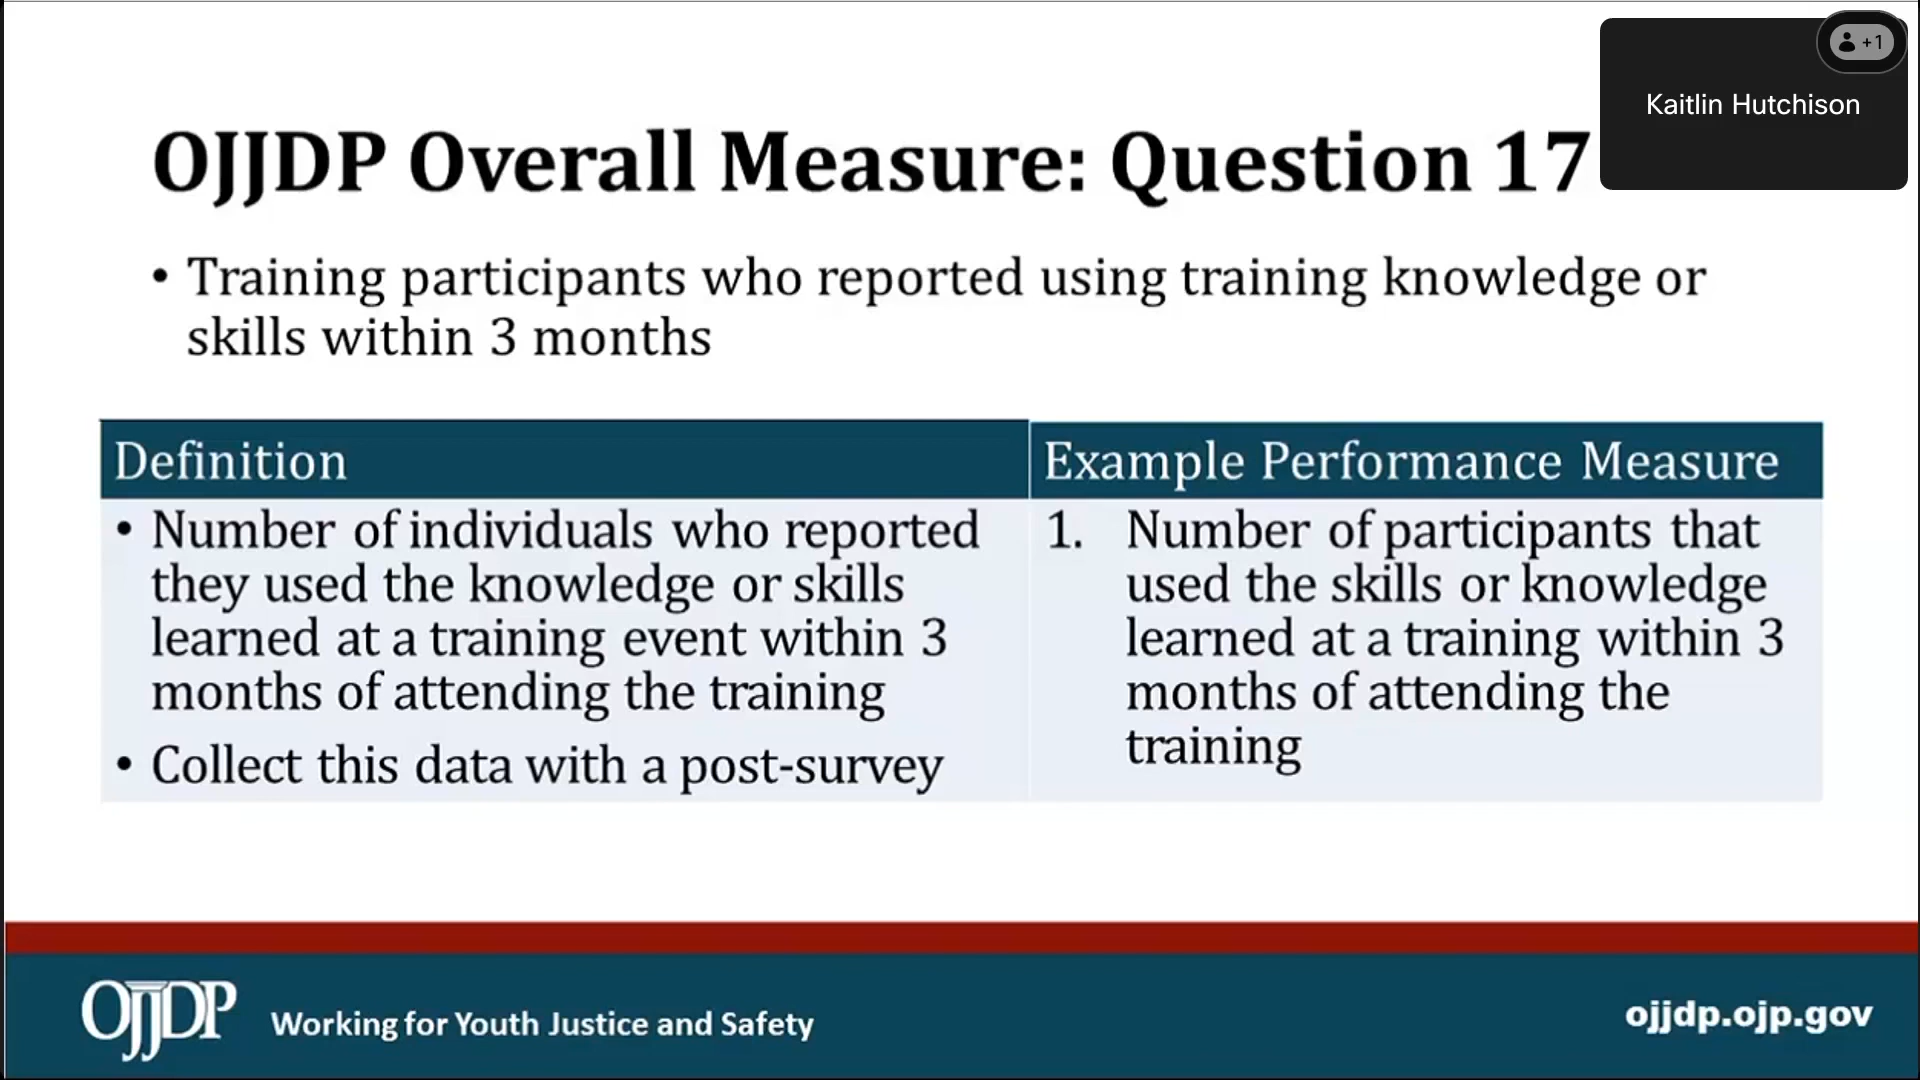 +1
Kaitlin Hutchison
OJJDP Overall Measure: Question 17
• Training participants who reported using training knowledge or
skills within 3 months
Definition
• Number of individuals who reported
they used the knowledge or skills
learned at a training event within 3
months of attending the training
• Collect this data with a post-survey
Example Performance Measure
1. Number of participants that
used the skills or knowledge
learned at a training within 3
months of attending the
training
OJJDP
Working for Youth Justice and Safety
ojjdp.ojp.gov